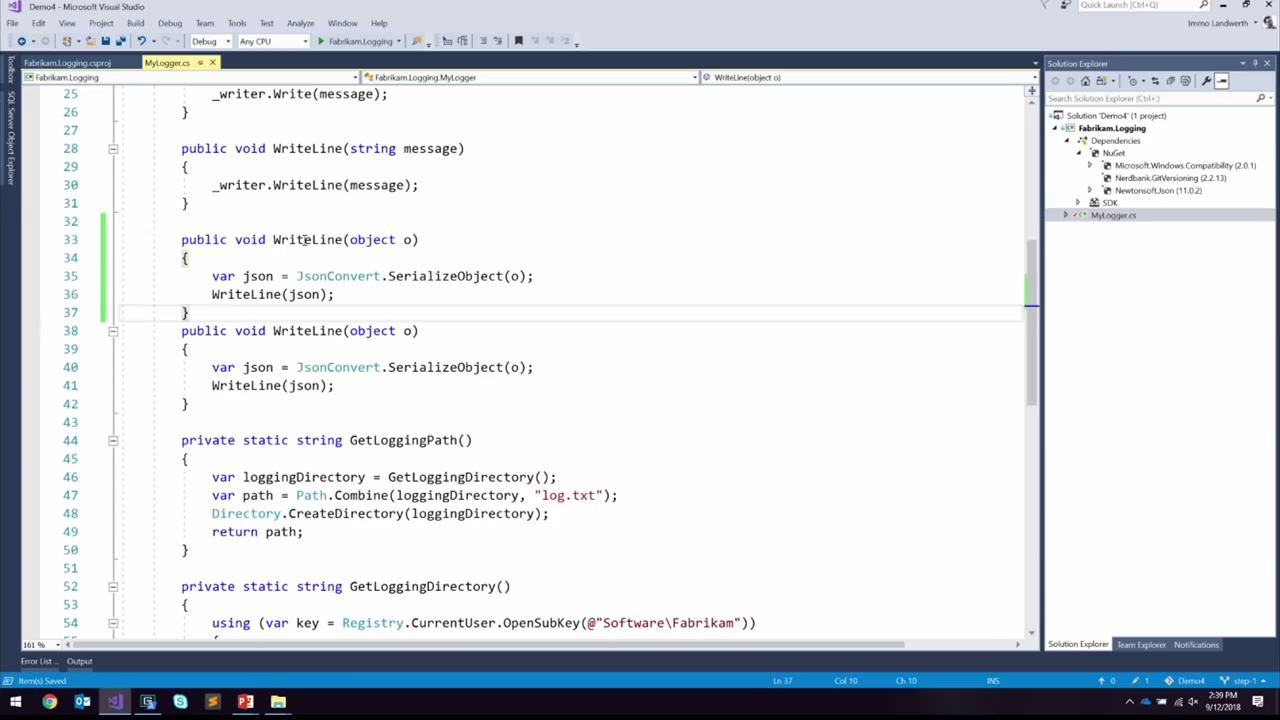 Demo4 - Microsoft Visual Studio
Quick Launch (Ctrl+Q)
File Edit View Project Build Debug Team Tools Test Analyze Window Help
Immo Landwerth
Debug Any CPU Fabrikam.Logging
Toolbox
SQL Server Object Explorer
Fabrikam.Logging.csproj MyLogger.cs
Fabrikam.Logging Fabrikam.Logging.MyLogger WriteLine(object o)
25 _writer.Write(message);
26 }
27
28 public void WriteLine(string message)
29 {
30 _writer.WriteLine(message);
31 }
32
33 public void WriteLine(object o)
34 {
35 var json = JsonConvert.SerializeObject(o);
36 WriteLine(json);
37 }
38 public void WriteLine(object o)
39 {
40 var json = JsonConvert.SerializeObject(o);
41 WriteLine(json);
42 }
43
44 private static string GetLoggingPath()
45 {
46 var loggingDirectory = GetLoggingDirectory();
47 var path = Path.Combine(loggingDirectory, "log.txt");
48 Directory.CreateDirectory(loggingDirectory);
49 return path;
50 }
51
52 private static string GetLoggingDirectory()
53 {
54 using (var key = Registry.CurrentUser.OpenSubKey(@"Software\Fabrikam"))
{
161 %
Solution Explorer
Search Solution Explorer (Ctrl+;)
Solution 'Demo4' (1 project)
Fabrikam.Logging
Dependencies
NuGet
Microsoft.Windows.Compatibility (2.0.1)
Nerdbank.GitVersioning (2.2.13)
Newtonsoft.Json (11.0.2)
SDK
MyLogger.cs
Solution Explorer Team Explorer Notifications
Error List ... Output
Item(s) Saved Ln 37 Col 10 Ch 10 INS 0 1 Demo4 step-1
2:39 PM
9/12/2018